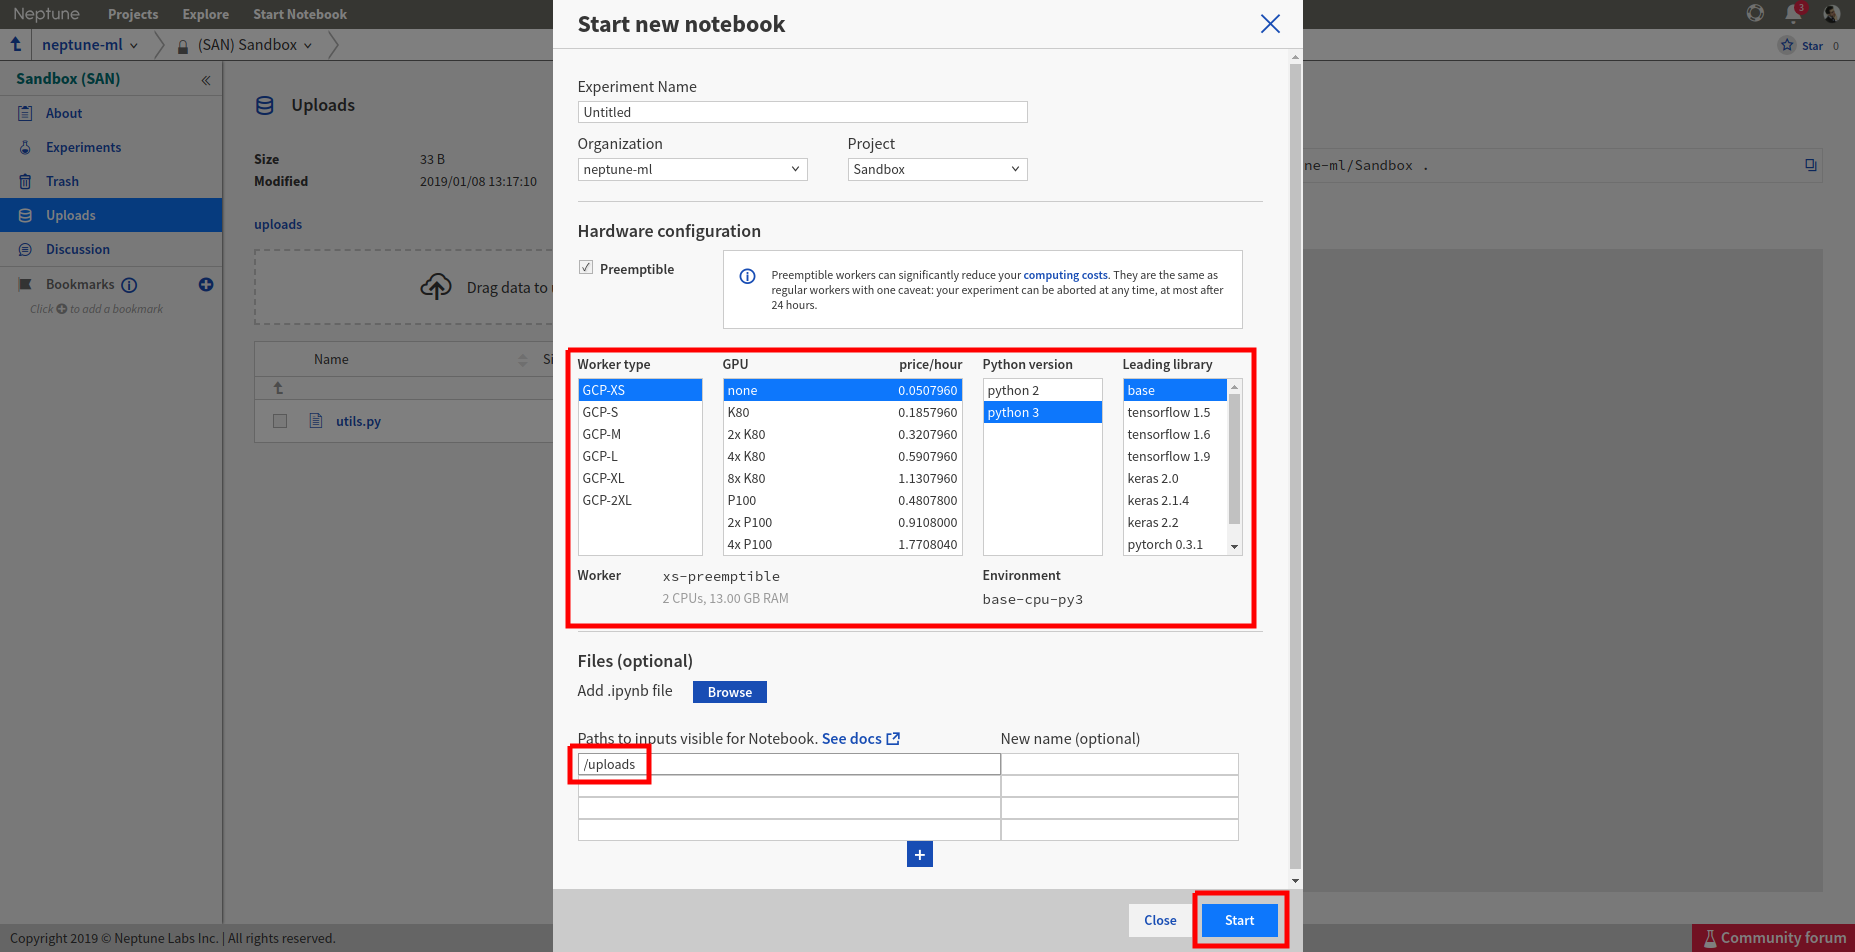 Neptune Projects Explore Start Notebook
3
neptune-ml (SAN) Sandbox
Star 0
Sandbox (SAN) «
About
Experiments
Trash
Uploads
Discussion
Bookmarks
Click to add a bookmark
Uploads
Size 33 B
Modified 2019/01/08 13:17:10
uploads
Drag data to
Name Si
utils.py
ne-ml/Sandbox .
Start new notebook
Experiment Name
Untitled
Organization Project
neptune-ml Sandbox
Hardware configuration
Preemptible
Preemptible workers can significantly reduce your computing costs. They are the same as
regular workers with one caveat: your experiment can be aborted at any time, at most after
24 hours.
Worker type GPU price/hour Python version Leading library
GCP-XS none 0.0507960 python 2 base
GCP-S K80 0.1857960 python 3 tensorflow 1.5
GCP-M 2x K80 0.3207960 tensorflow 1.6
GCP-L 4x K80 0.5907960 tensorflow 1.9
GCP-XL 8x K80 1.1307960 keras 2.0
GCP-2XL P100 0.4807800 keras 2.1.4
2x P100 0.9108000 keras 2.2
4x P100 1.7708040 pytorch 0.3.1
Worker xs-preemptible Environment
2 CPUs, 13.00 GB RAM base-cpu-py3
Files (optional)
Add .ipynb file Browse
Paths to inputs visible for Notebook. See docs New name (optional)
/uploads
+
Close Start
Copyright 2019 © Neptune Labs Inc. | All rights reserved.
Community forum